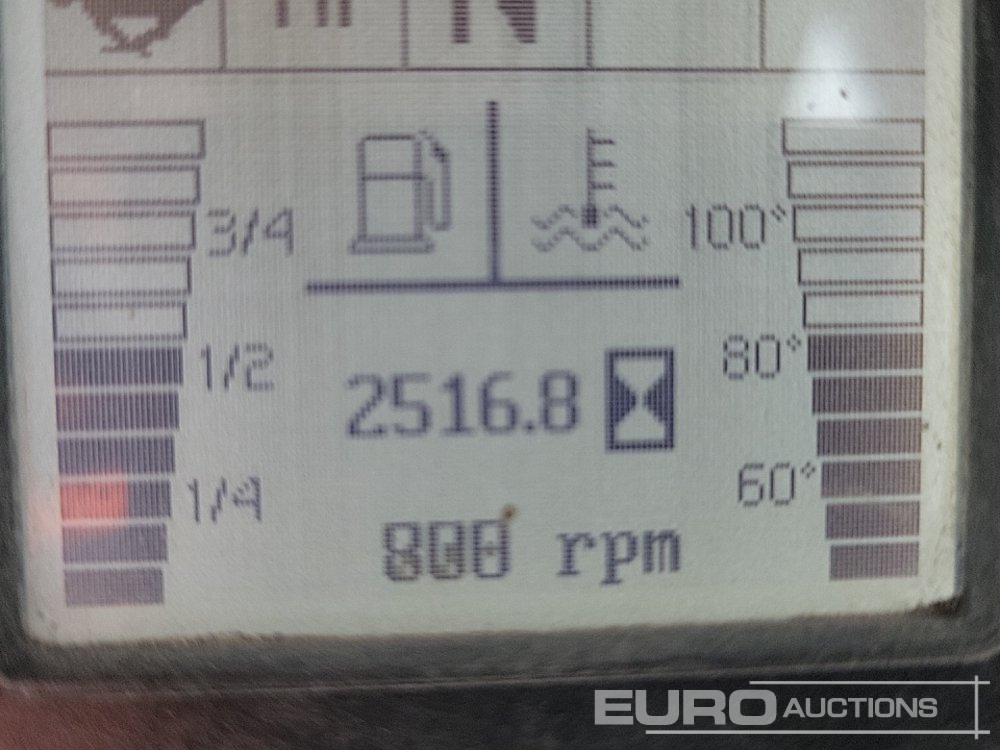 N
3/4
100°
1/2
80°
2516.8
1/4
60°
800 rpm
EURO AUCTIONS